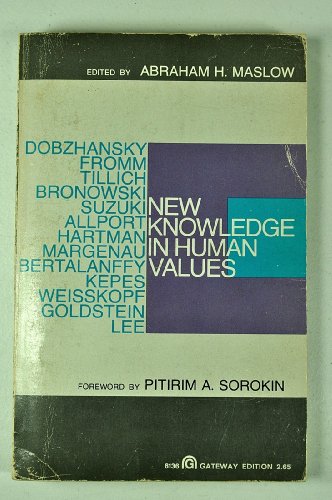 EDITED BY ABRAHAM H. MASLOW
DOBZHANSKY
FROMM
TILLICH
BRONOWSKI
SUZUKI
ALLPORT
HARTMAN
MARGENAU
BERTALANFFY
KEPES
WEISSKOPF
GOLDSTEIN
LEE
NEW
KNOWLEDGE
IN HUMAN
VALUES
FOREWORD BY PITIRIM A. SOROKIN
6136 G GATEWAY EDITION 2.65